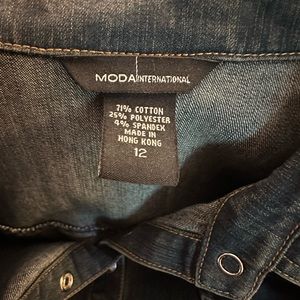 MODA INTERNATIONAL
71% COTTON
25% POLYESTER
4% SPANDEX
MADE IN
HONG KONG
12